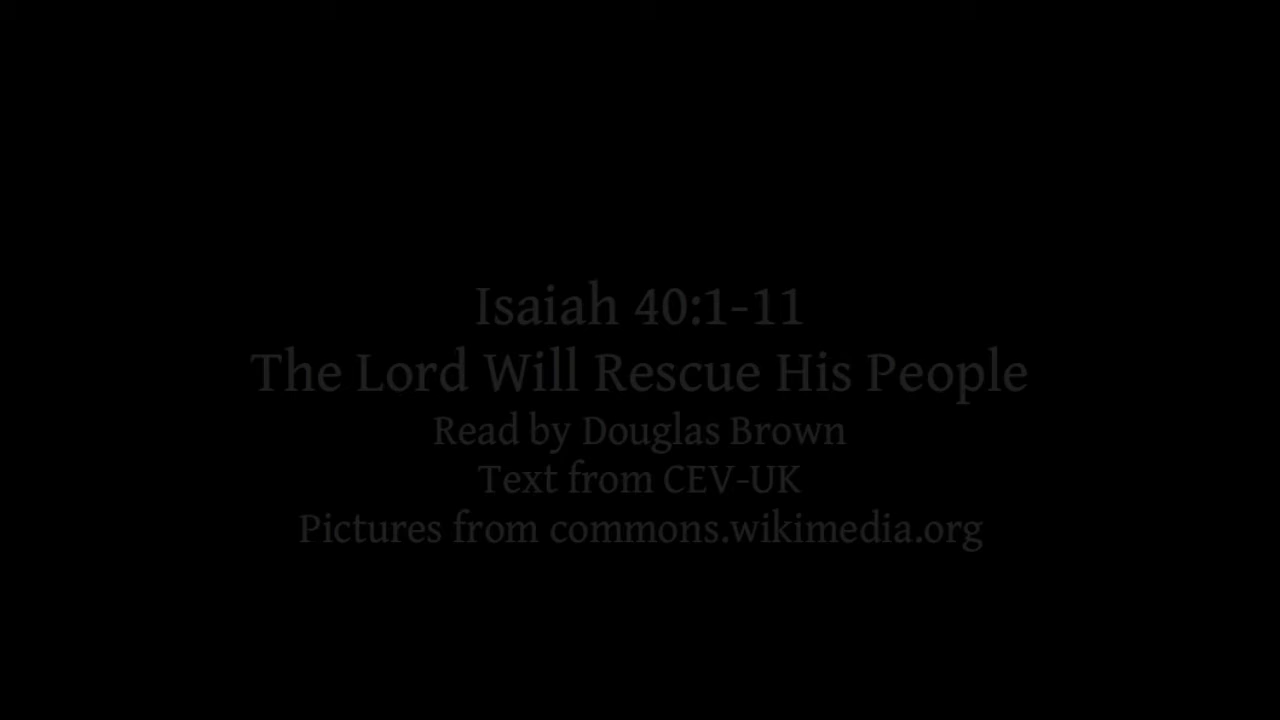 Isaiah 40:1-11
The Lord Will Rescue His People
Read by Douglas Brown
Text from CEV-UK
Pictures from commons.wikimedia.org